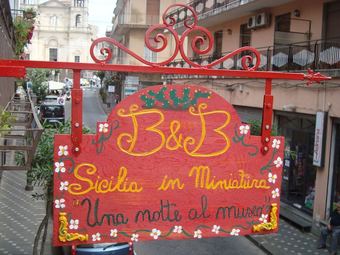 B&B
Sicilia in Miniatura
"Una notte al museo"